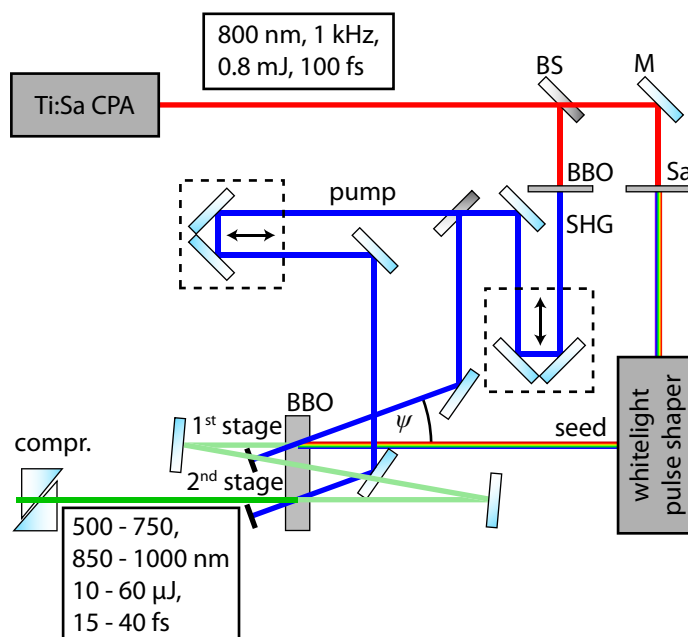 800 nm, 1 kHz,
0.8 mJ, 100 fs
BS
M
Ti:Sa CPA
BBO
Sa
pump
SHG
BBO
1st stage
ψ
seed
whitelight
pulse shaper
compr.
2nd stage
500 - 750,
850 - 1000 nm
10 - 60 µJ,
15 - 40 fs